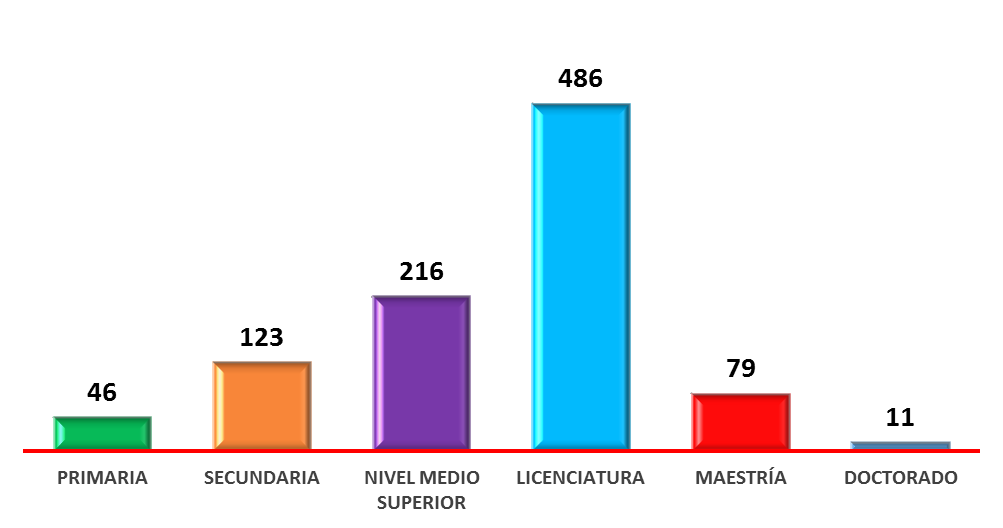 486
216
123
79
46
11
PRIMARIA
SECUNDARIA
NIVEL MEDIO
SUPERIOR
LICENCIATURA
MAESTRÍA
DOCTORADO